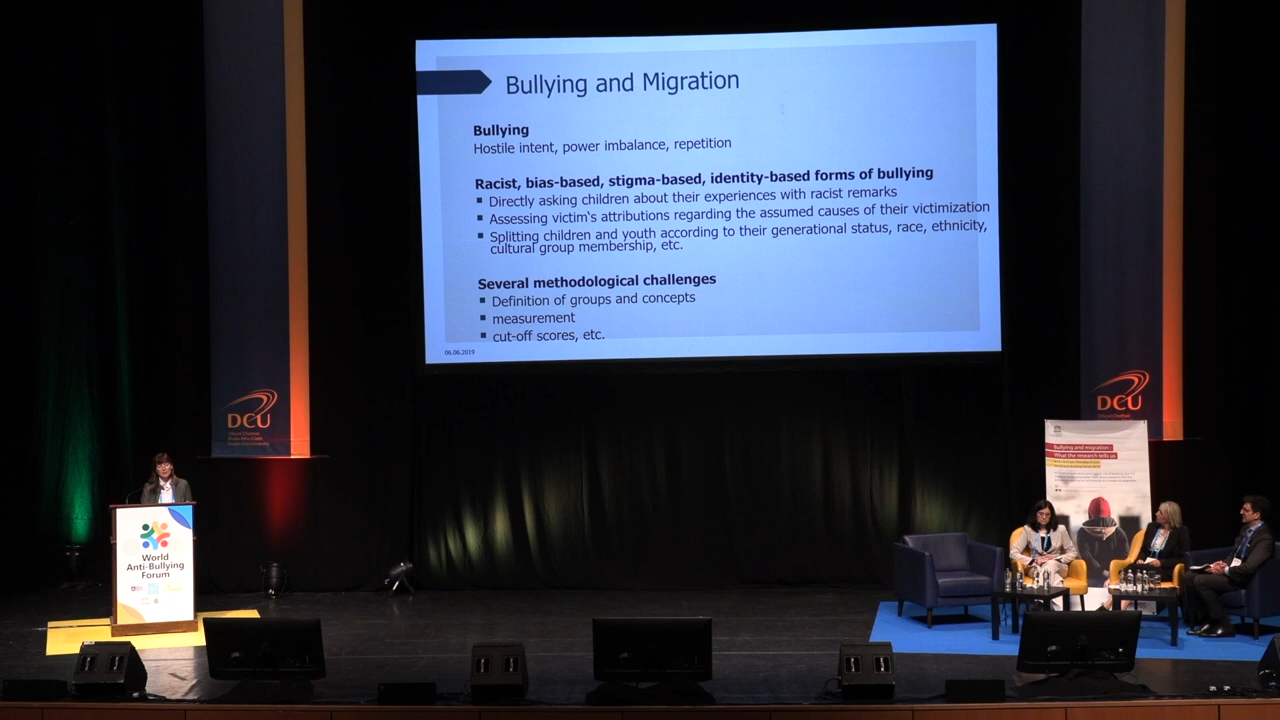 Bullying and Migration
Bullying
Hostile intent, power imbalance, repetition
Racist, bias-based, stigma-based, identity-based forms of bullying
▪ Directly asking children about their experiences with racist remarks
▪ Assessing victim's attributions regarding the assumed causes of their victimization
▪ Splitting children and youth according to their generational status, race, ethnicity,
cultural group membership, etc.
Several methodological challenges
▪ Definition of groups and concepts
▪ measurement
▪ cut-off scores, etc.
06.06.2019
DCU
DCU
World
Anti-Bullying
Forum
Bullying and migration
What the research tells us